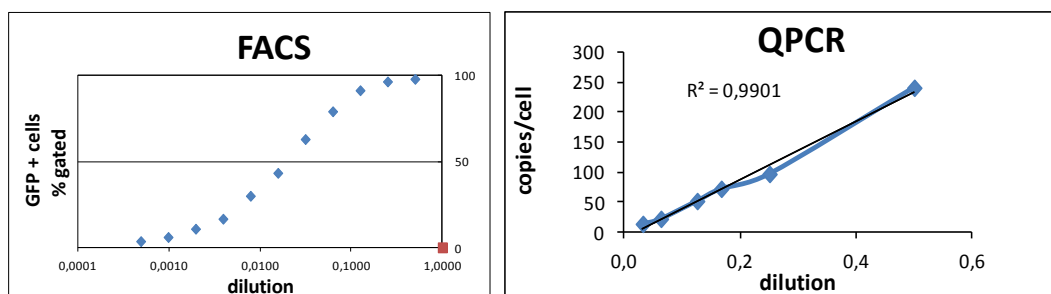 FACS
GFP + cells
% gated
100
50
0
0,0001 0,0010 0,0100 0,1000 1,0000
dilution
QPCR
copies/cell
300
250
200
150
100
50
0
R² = 0,9901
0,0 0,2 0,4 0,6
dilution